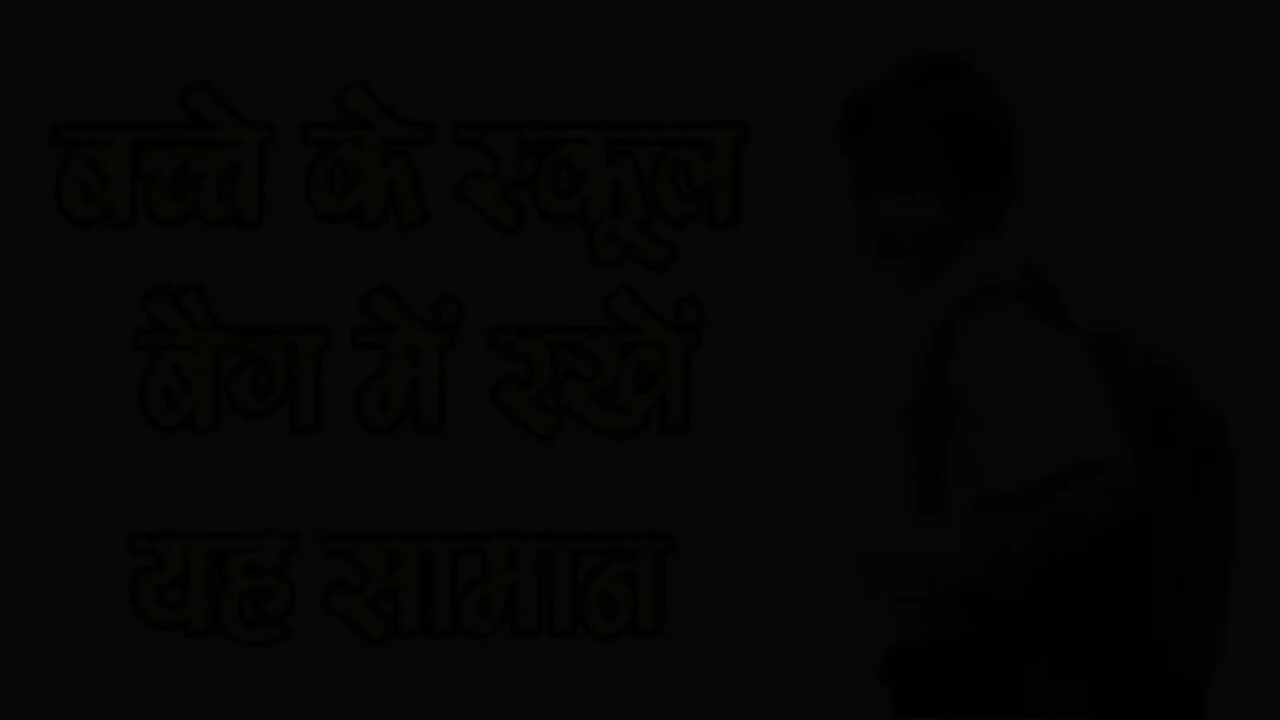 बच्चे के स्कूल
बैग में रखें
यह सामान